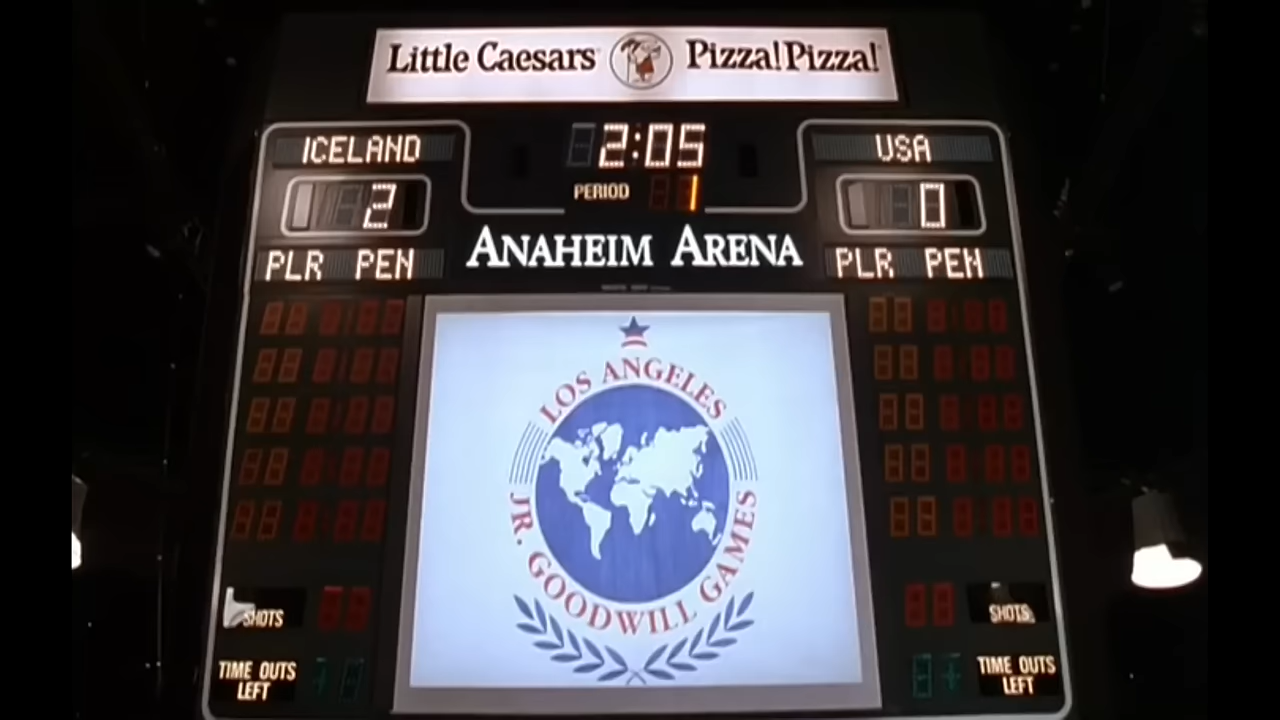 Little Caesars Pizza!Pizza!
ICELAND 2:05 USA
2 PERIOD 1 0
ANAHEIM ARENA
PLR PEN PLR PEN
LOS ANGELES
JR. GOODWILL GAMES
SHOTS SHOTS
TIME OUTS LEFT TIME OUTS LEFT